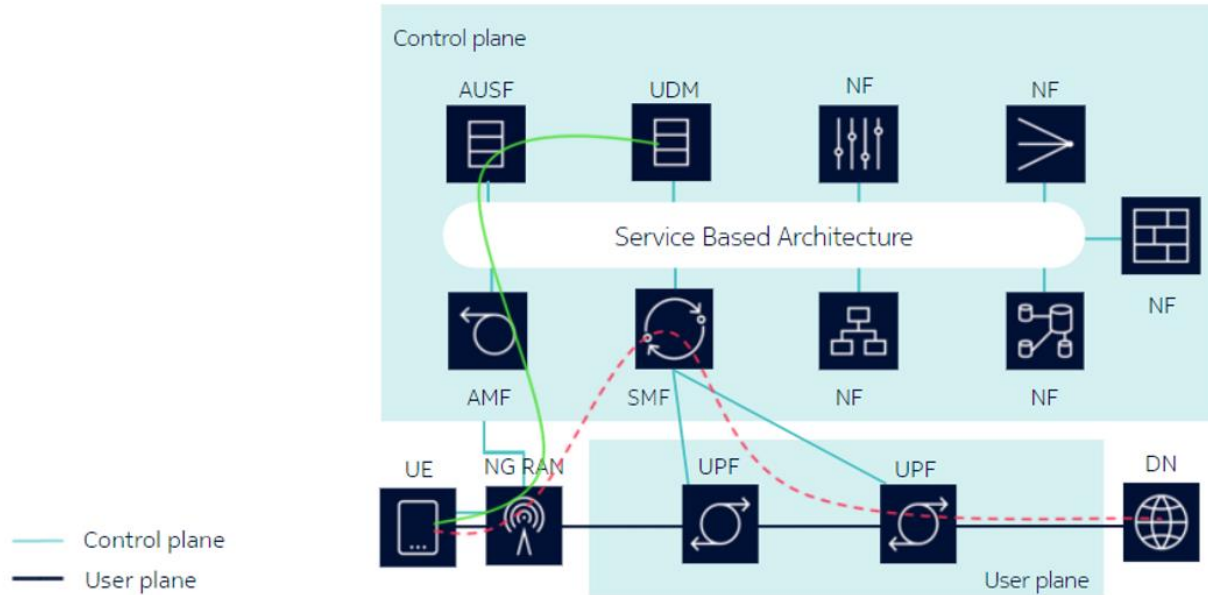 Control plane
AUSF
UDM
NF
NF
Service Based Architecture
NF
AMF
SMF
NF
NF
UE
NG RAN
UPF
UPF
DN
Control plane
User plane
User plane